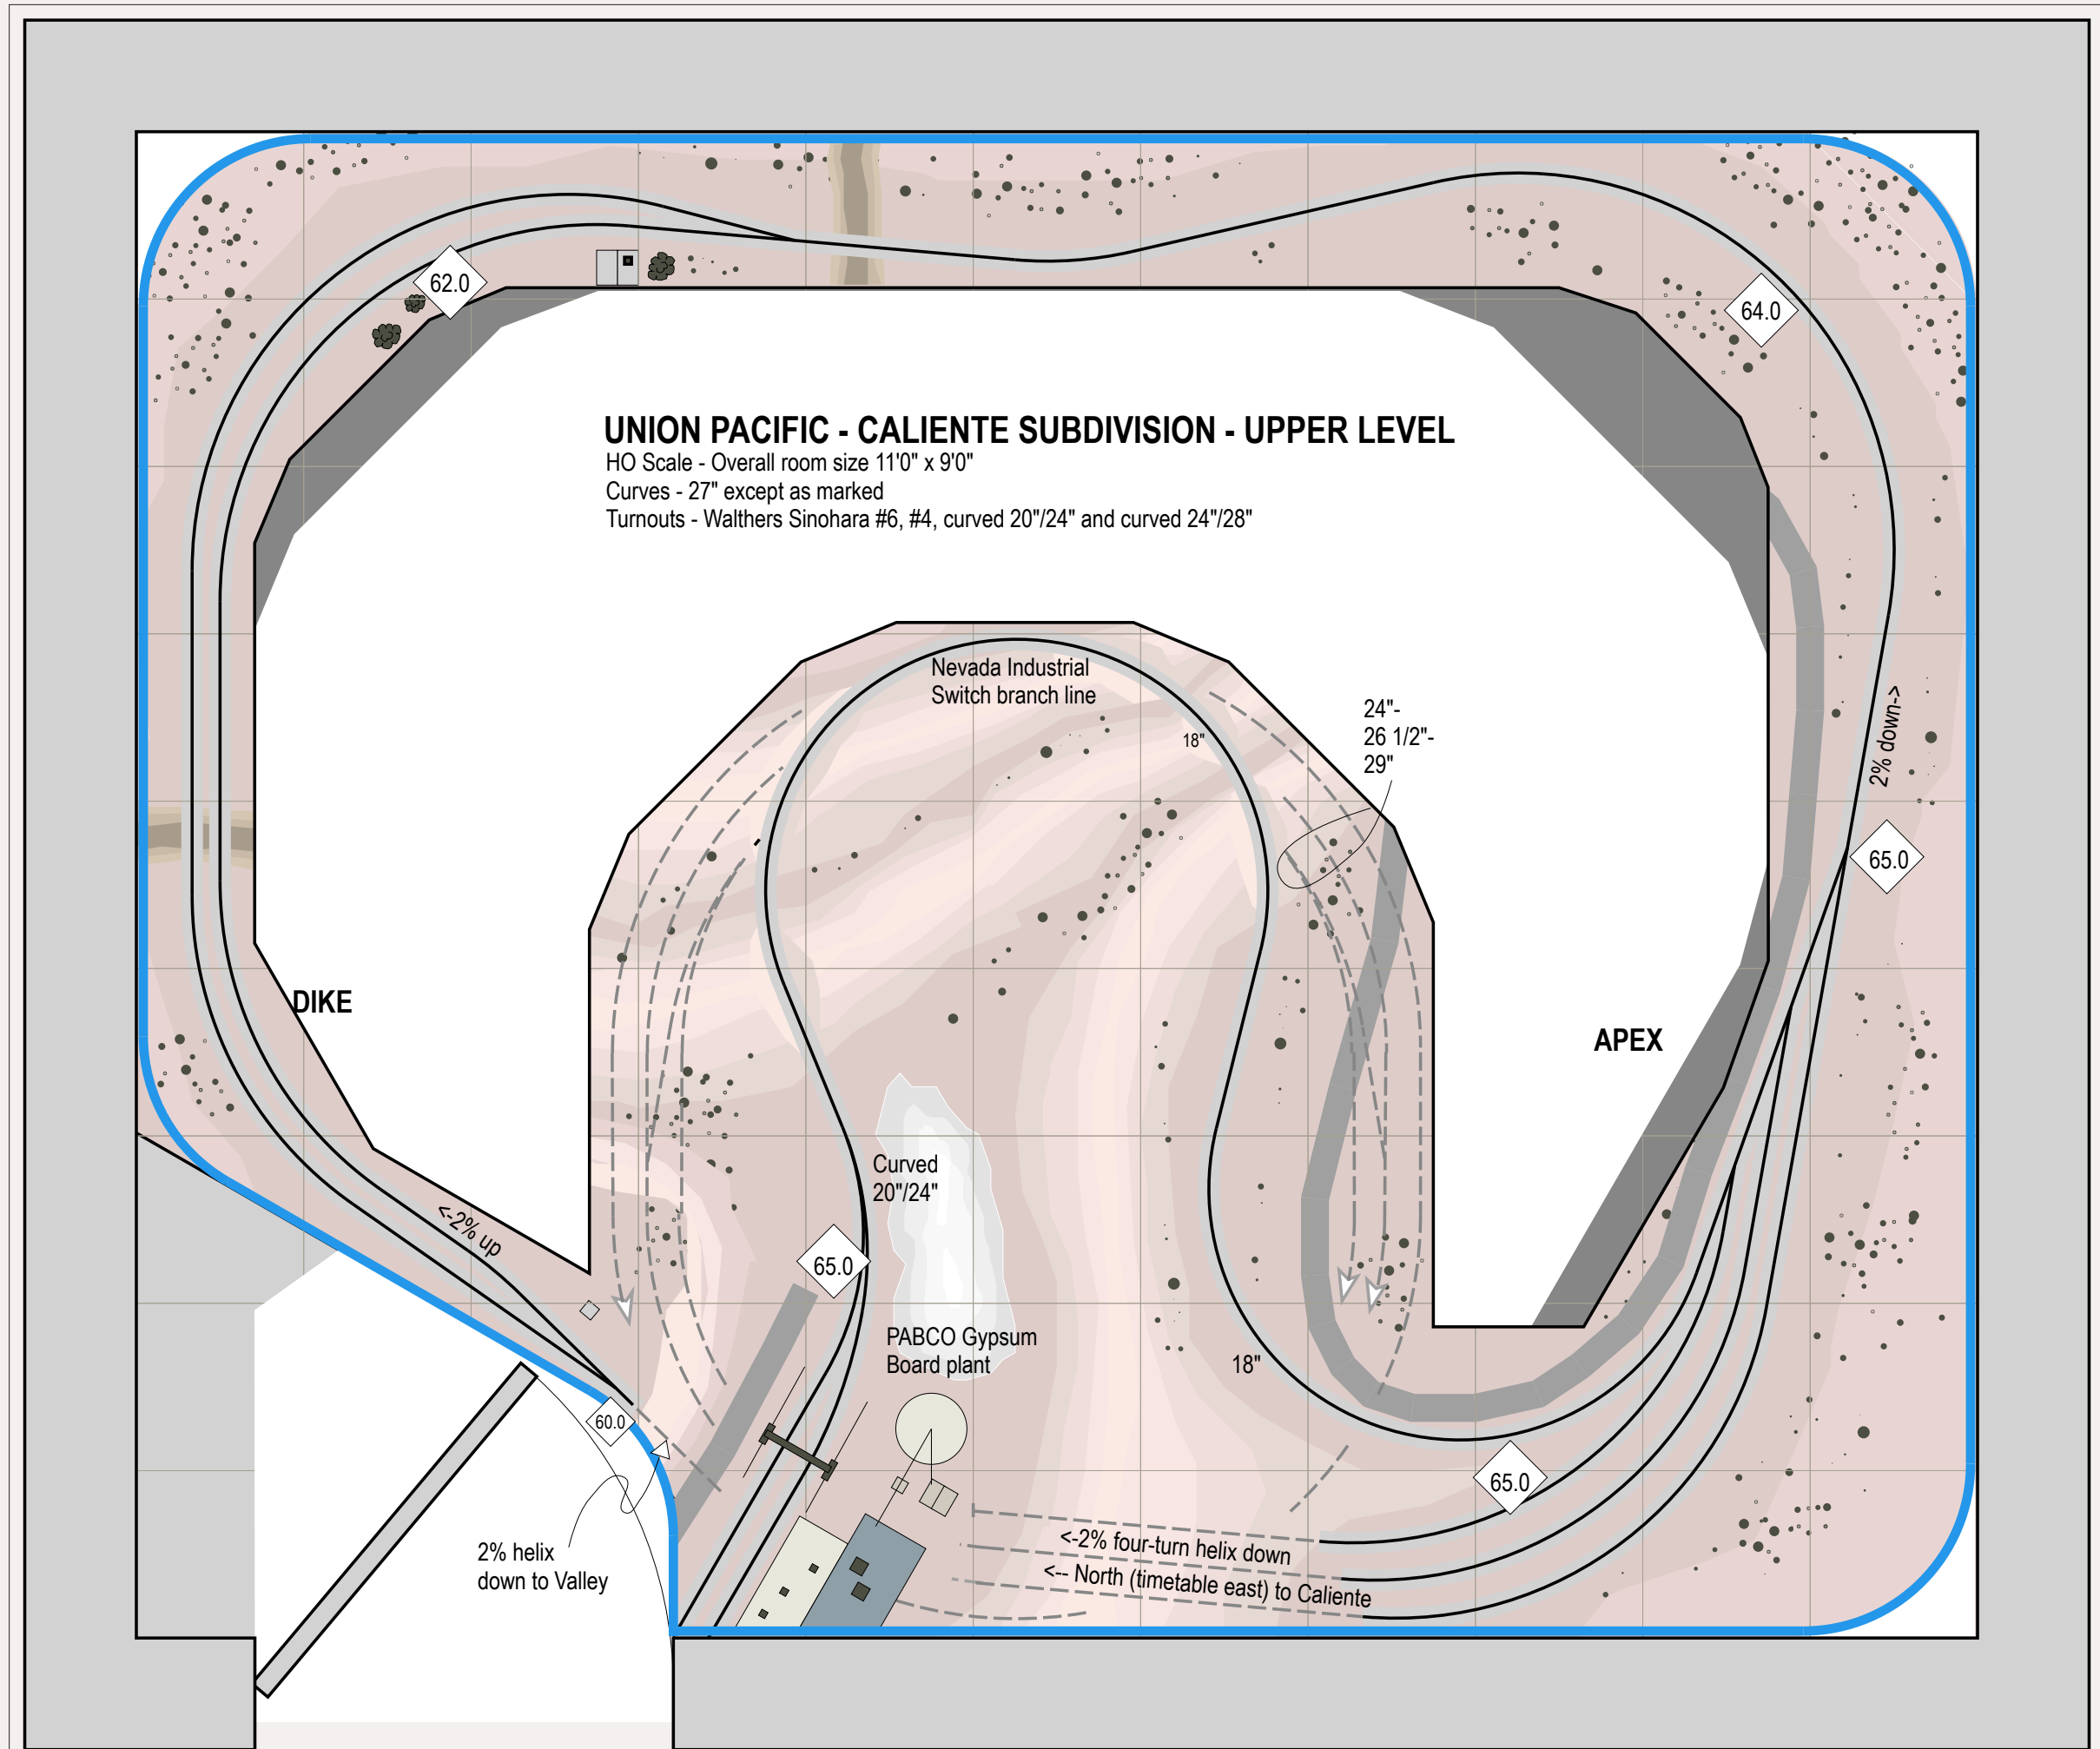 62.0
64.0
UNION PACIFIC - CALIENTE SUBDIVISION - UPPER LEVEL
HO Scale - Overall room size 11'0" x 9'0"
Curves - 27" except as marked
Turnouts - Walthers Sinohara #6, #4, curved 20"/24" and curved 24"/28"
Nevada Industrial
Switch branch line
18"
24"-
26 1/2"-
29"
2% down->
65.0
DIKE
APEX
Curved
20"/24"
<-2% up
65.0
PABCO Gypsum
Board plant
18"
60.0
65.0
2% helix
down to Valley
<-2% four-turn helix down
<-- North (timetable east) to Caliente